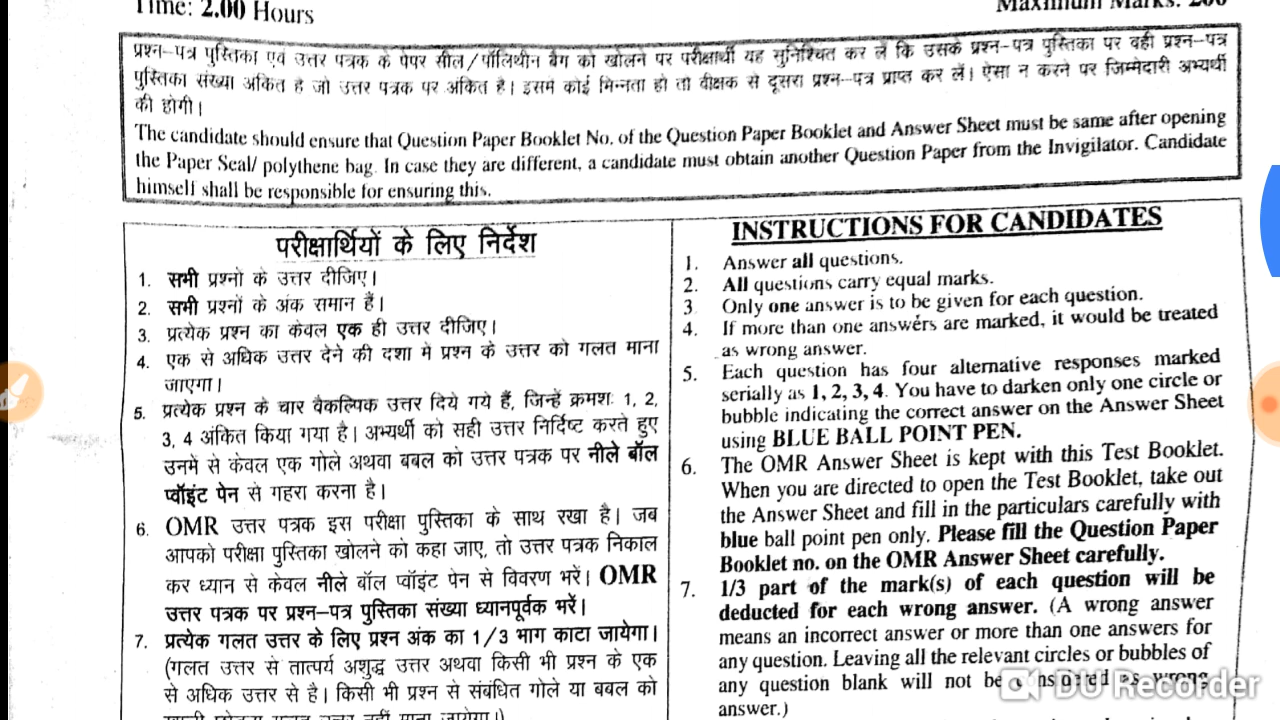 Time: 2.00 Hours
Maximum Marks: 200
प्रश्न-पत्र पुस्तिका एवं उत्तर पत्रक के पेपर सील/पॉलिथीन बैग को खोलने पर परीक्षार्थी यह सुनिश्चित कर लें कि उसके प्रश्न-पत्र पुस्तिका पर वही प्रश्न-पत्र
पुस्तिका संख्या अंकित है जो उत्तर पत्रक पर अंकित है। इसमें कोई भिन्नता हो तो वीक्षक से दूसरा प्रश्न-पत्र प्राप्त कर लें। ऐसा न करने पर जिम्मेदारी अभ्यर्थी
की होगी।
The candidate should ensure that Question Paper Booklet No. of the Question Paper Booklet and Answer Sheet must be same after opening
the Paper Seal/ polythene bag. In case they are different, a candidate must obtain another Question Paper from the Invigilator. Candidate
himself shall be responsible for ensuring this.
परीक्षार्थियों के लिए निर्देश
1. सभी प्रश्नों के उत्तर दीजिए।
2. सभी प्रश्नों के अंक समान हैं।
3. प्रत्येक प्रश्न का केवल एक ही उत्तर दीजिए।
4. एक से अधिक उत्तर देने की दशा में प्रश्न के उत्तर को गलत माना
जाएगा।
5. प्रत्येक प्रश्न के चार वैकल्पिक उत्तर दिये गये हैं, जिन्हें क्रमशः 1, 2,
3, 4 अंकित किया गया है। अभ्यर्थी को सही उत्तर निर्दिष्ट करते हुए
उनमें से केवल एक गोले अथवा बबल को उत्तर पत्रक पर नीले बॉल
प्वॉइंट पेन से गहरा करना है।
6. OMR उत्तर पत्रक इस परीक्षा पुस्तिका के साथ रखा है। जब
आपको परीक्षा पुस्तिका खोलने को कहा जाए, तो उत्तर पत्रक निकाल
कर ध्यान से केवल नीले बॉल प्वॉइंट पेन से विवरण भरें। OMR
उत्तर पत्रक पर प्रश्न-पत्र पुस्तिका संख्या ध्यानपूर्वक भरें।
7. प्रत्येक गलत उत्तर के लिए प्रश्न अंक का 1/3 भाग काटा जायेगा।
(गलत उत्तर से तात्पर्य अशुद्ध उत्तर अथवा किसी भी प्रश्न के एक
से अधिक उत्तर से है। किसी भी प्रश्न से संबंधित गोले या बबल को
खाली छोड़ना गलत उत्तर नहीं माना जायेगा।)
INSTRUCTIONS FOR CANDIDATES
1. Answer all questions.
2. All questions carry equal marks.
3 Only one answer is to be given for each question.
4. If more than one answers are marked, it would be treated
as wrong answer.
5. Each question has four alternative responses marked
serially as 1, 2, 3, 4. You have to darken only one circle or
bubble indicating the correct answer on the Answer Sheet
using BLUE BALL POINT PEN.
6. The OMR Answer Sheet is kept with this Test Booklet.
When you are directed to open the Test Booklet, take out
the Answer Sheet and fill in the particulars carefully with
blue ball point pen only. Please fill the Question Paper
Booklet no. on the OMR Answer Sheet carefully.
7. 1/3 part of the mark(s) of each question will be
deducted for each wrong answer. (A wrong answer
means an incorrect answer or more than one answers for
any question. Leaving all the relevant circles or bubbles of
any question blank will not be considered as wrong
answer.)
DU Recorder